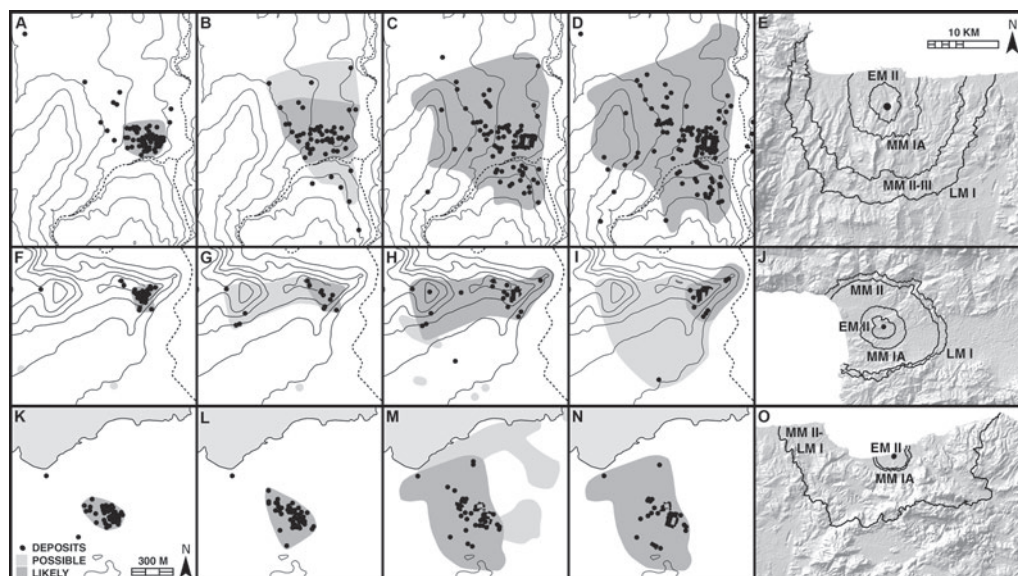 A B C D E N
10 KM
EM II
MM IA
MM II-III LM I
F G H I J
MM II
EM II
MM IA LM I
K L M N O
MM II-
LM I
EM II
MM IA
DEPOSITS
POSSIBLE N
LIKELY 300 M